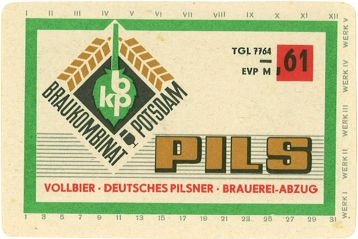 I II III IV V VI VII VIII IX X XI XII
TGL 7764
EVP M -,61
bkp
BRAUKOMBINAT POTSDAM
PILS
VOLLBIER · DEUTSCHES PILSNER · BRAUEREI-ABZUG
1 3 5 7 9 11 13 15 17 19 21 23 25 27 29 31
WERK I WERK II WERK III WERK IV WERK V